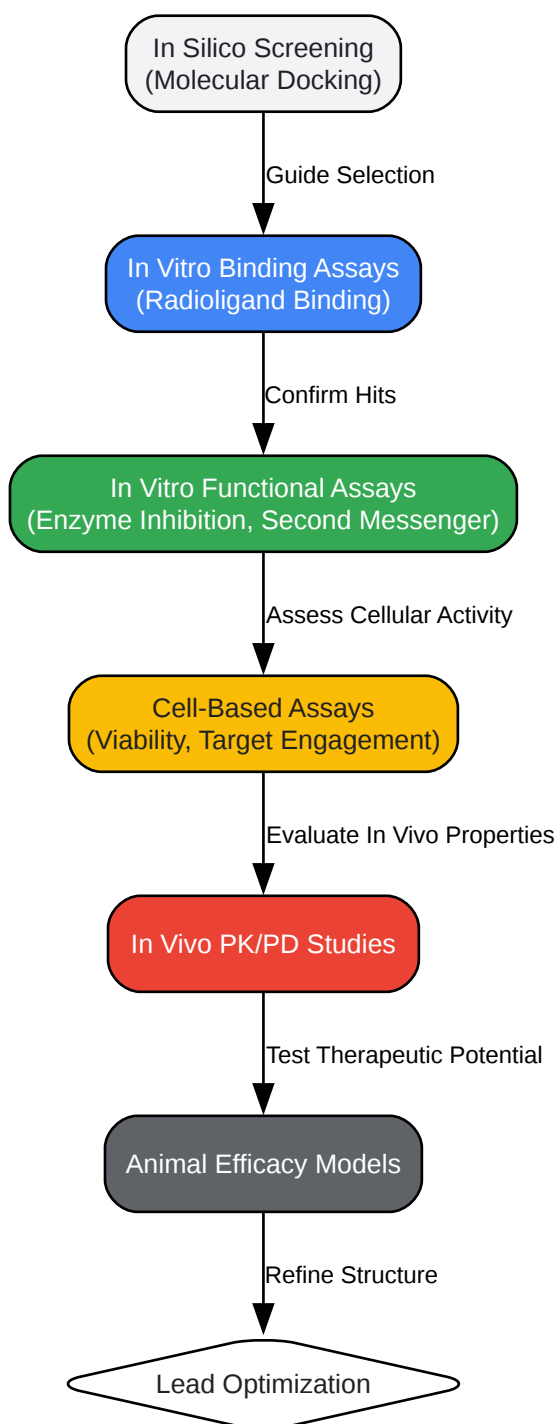 In Silico Screening
(Molecular Docking)
Guide Selection
In Vitro Binding Assays
(Radioligand Binding)
Confirm Hits
In Vitro Functional Assays
(Enzyme Inhibition, Second Messenger)
Assess Cellular Activity
Cell-Based Assays
(Viability, Target Engagement)
Evaluate In Vivo Properties
In Vivo PK/PD Studies
Test Therapeutic Potential
Animal Efficacy Models
Refine Structure
Lead Optimization